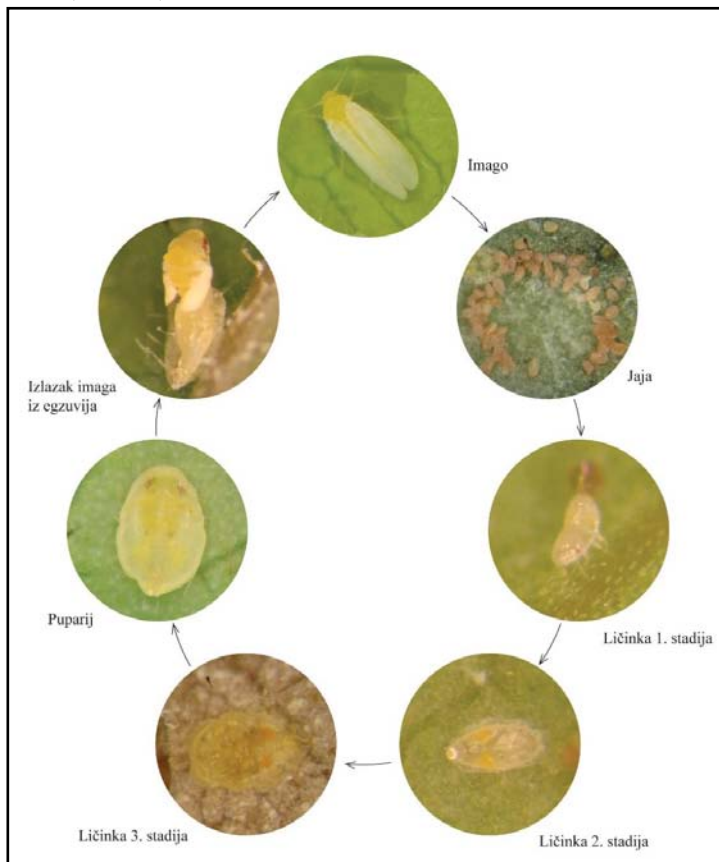 Imago
Jaja
Ličinka 1. stadija
Ličinka 2. stadija
Ličinka 3. stadija
Puparij
Izlazak imaga
iz egzuvija